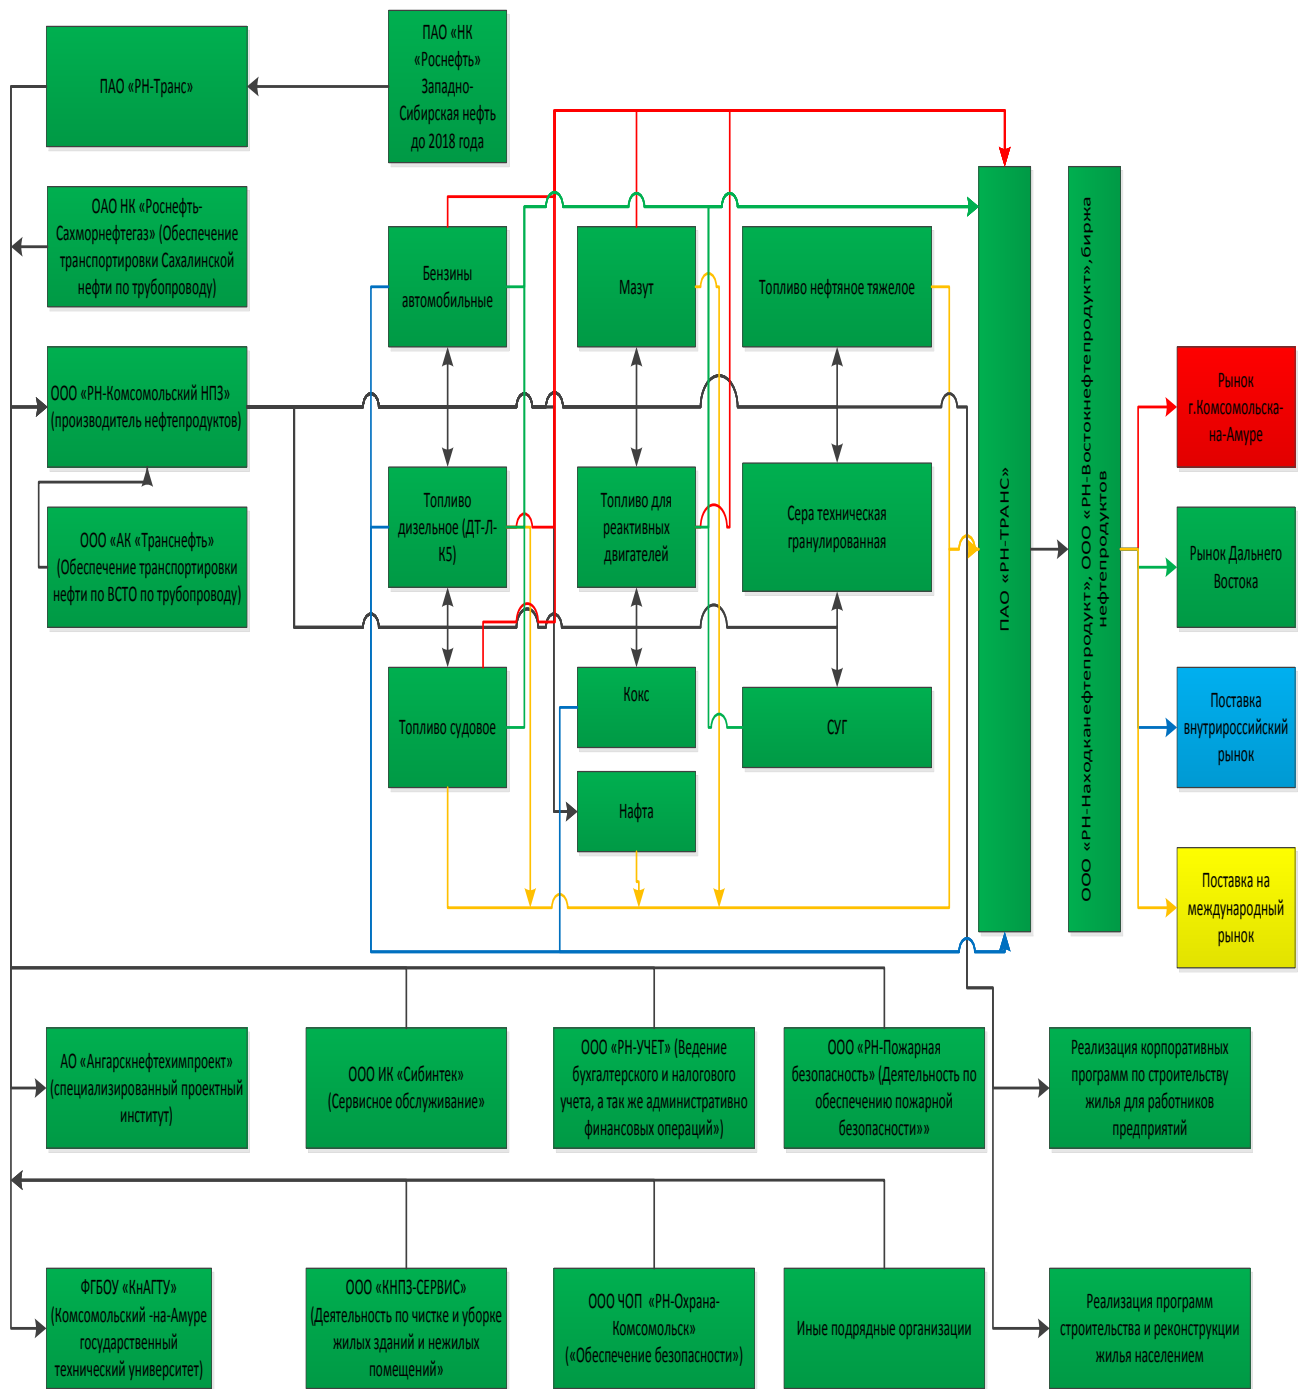 ПАО «РН-Транс»
ПАО «НК
«Роснефть»
Западно-
Сибирская нефть
до 2018 года
ОАО НК «Роснефть-
Сахморнефтегаз» (Обеспечение
транспортировки Сахалинской
нефти по трубопроводу)
Бензины
автомобильные
Мазут
Топливо нефтяное тяжелое
ООО «РН-Комсомольский НПЗ»
(производитель нефтепродуктов)
Топливо
дизельное (ДТ-Л-
К5)
Топливо для
реактивных
двигателей
Сера техническая
гранулированная
ООО «АК «Транснефть»
(Обеспечение транспортировки
нефти по ВСТО по трубопроводу)
Топливо судовое
Кокс
СУГ
Нафта
ПАО «РН-ТРАНС»
ООО «РН-Находканефтепродукт», ООО «РН-Востокнефтепродукт»,биржа
нефтепродуктов
Рынок
г.Комсомольска-
на-Амуре
Рынок Дальнего
Востока
Поставка
внутрироссийский
рынок
Поставка на
международный
рынок
АО «Ангарскнефтехимпроект»
(специализированный проектный
институт)
ООО ИК «Сибинтек»
(Сервисное обслуживание»
ООО «РН-УЧЕТ» (Ведение
бухгалтерского и налогового
учета, а так же административно
финансовых операций»)
ООО «РН-Пожарная
безопасность» (Деятельность по
обеспечению пожарной
безопасности»»
Реализация корпоративных
программ по строительству
жилья для работников
предприятий
ФГБОУ «КнАГТУ»
(Комсомольский -на-Амуре
государственный
технический университет)
ООО «КНПЗ-СЕРВИС»
(Деятельность по чистке и уборке
жилых зданий и нежилых
помещений»
ООО ЧОП  «РН-Охрана-
Комсомольск»
(«Обеспечение безопасности»)
Иные подрядные организации
Реализация программ
строительства и реконструкции
жилья населением